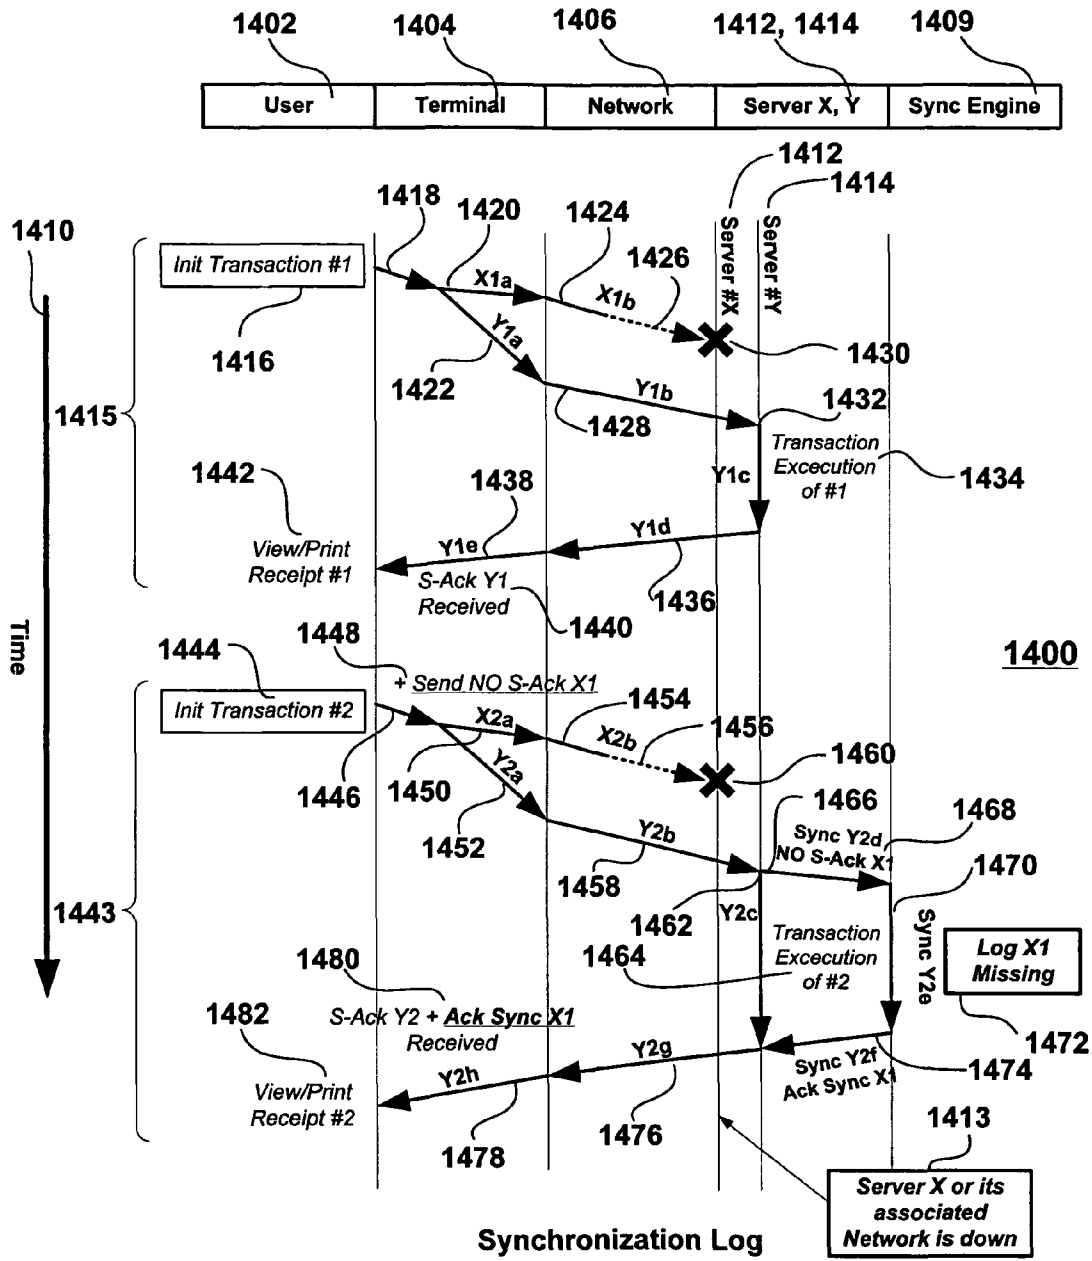 1402
1404
1406
1412, 1414
1409
User
Terminal
Network
Server X, Y
Sync Engine
1412
1414
1418
1420
1424
1410
1426
Server #X
Server #Y
Init Transaction #1
X1a
X1b
Y1a
1416
1422
1430
Y1b
1432
1415
1428
Transaction
Excecution
of #1
1442
1438
Y1c
1434
View/Print
Receipt #1
Y1e
Y1d
S-Ack Y1
Received
1436
1440
Time
1448
1444
1400
+ Send NO S-Ack X1
1454
Init Transaction #2
X2a
X2b
1456
1460
Y2a
1446
1450
1466
1452
Y2b
Sync Y2d
NO S-Ack X1
1468
1458
1470
1443
1462
Y2c
Sync Y2e
1480
1464
Transaction
Excecution
of #2
Log X1
Missing
1482
S-Ack Y2 + Ack Sync X1
Received
1472
Y2h
Y2g
Sync Y2f
Ack Sync X1
1474
View/Print
Receipt #2
1478
1476
1413
Server X or its
associated
Network is down
Synchronization Log